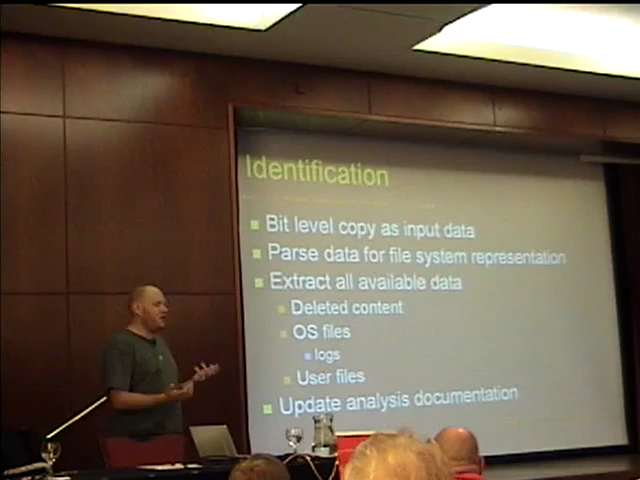 Identification
Bit level copy as input data
Parse data for file system representation
Extract all available data
Deleted content
OS files
logs
User files
Update analysis documentation